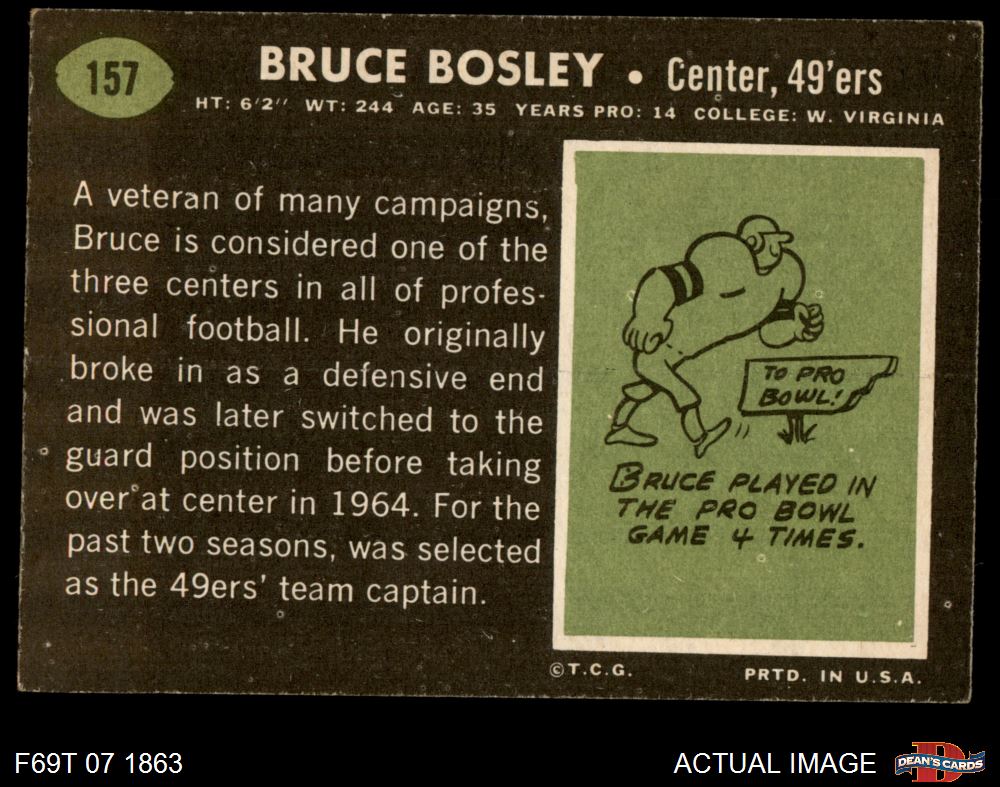 157
BRUCE BOSLEY • Center, 49'ers
HT: 6'2" WT: 244 AGE: 35 YEARS PRO: 14 COLLEGE: W. VIRGINIA
A veteran of many campaigns,
Bruce is considered one of the
three centers in all of profes-
sional football. He originally
broke in as a defensive end
and was later switched to the
guard position before taking
over at center in 1964. For the
past two seasons, was selected
as the 49ers' team captain.
TO PRO
BOWL!
BRUCE PLAYED IN
THE PRO BOWL
GAME 4 TIMES.
©T.C.G.
PRTD. IN U.S.A.
F69T 07 1863
ACTUAL IMAGE
DEAN'S CARDS